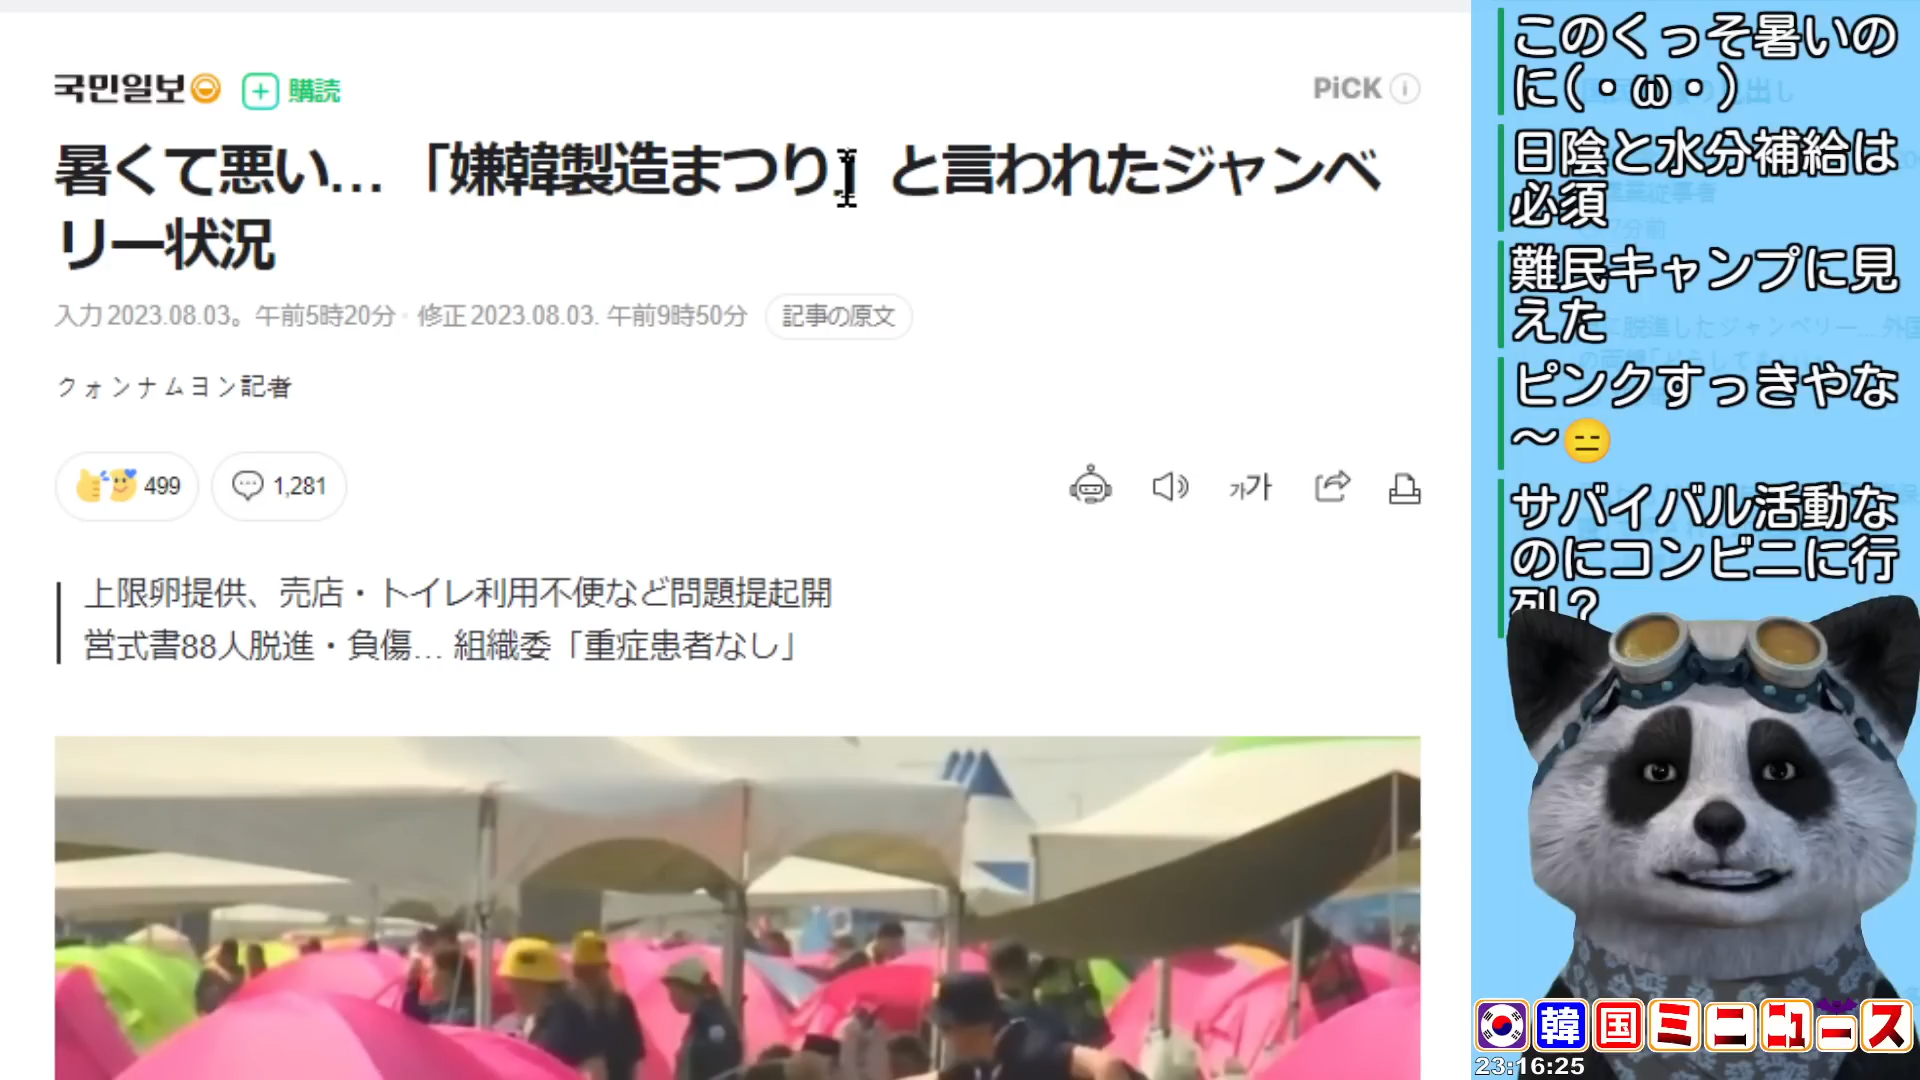 국민일보 + 購読
PiCK
暑くて悪い… 「嫌韓製造まつり」 と言われたジャンベ
リー状況
入力 2023.08.03。 午前5時20分 · 修正 2023.08.03. 午前9時50分 記事の原文
クォンナムヨン記者
499 1,281
가가
上限卵提供、売店・トイレ利用不便など問題提起開
営式書88人脱進・負傷… 組織委「重症患者なし」
このくっそ暑いの
に(・ω・)
日陰と水分補給は
必須
難民キャンプに見
えた
ピンクすっきやな
～😑
サバイバル活動な
のにコンビニに行
列？
韓国ミニニュース
23:16:25